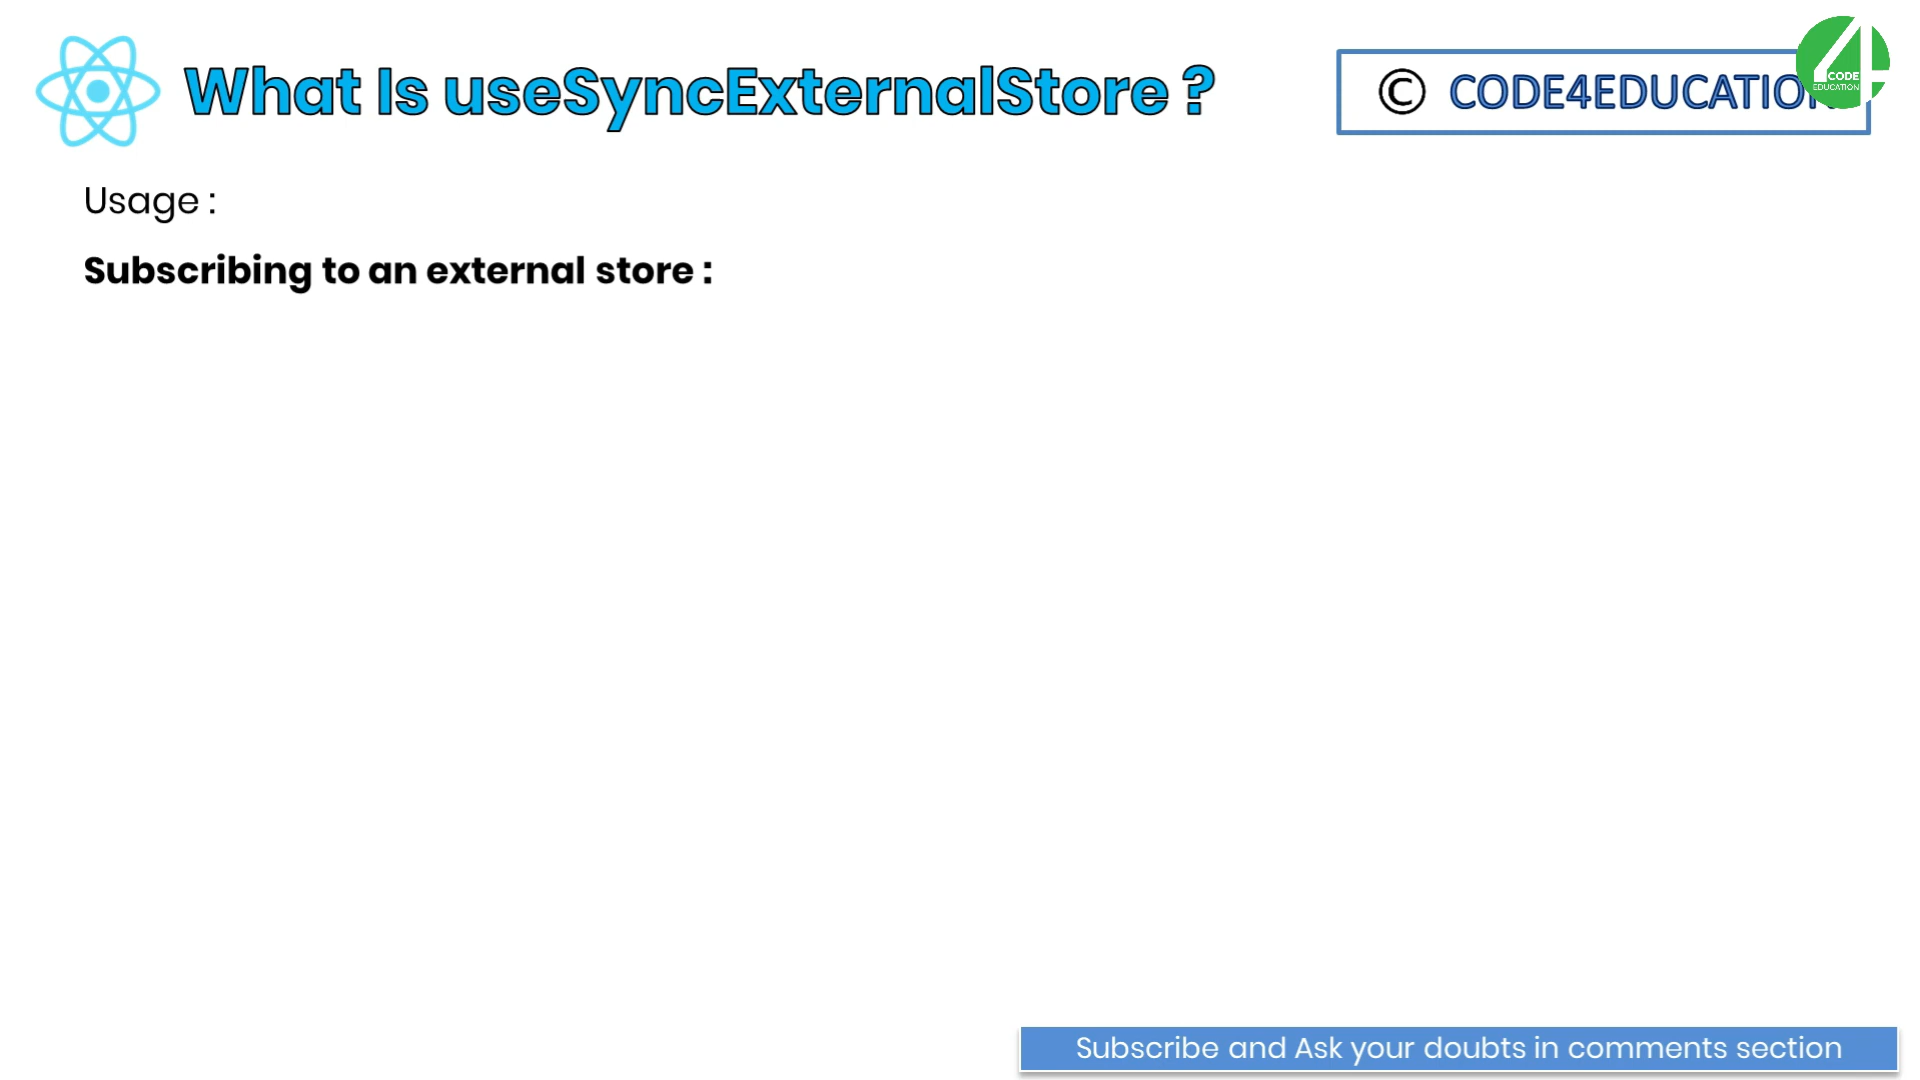 What Is useSyncExternalStore ?
© CODE4EDUCATION
CODE
EDUCATION
Usage :
Subscribing to an external store :
Subscribe and Ask your doubts in comments section